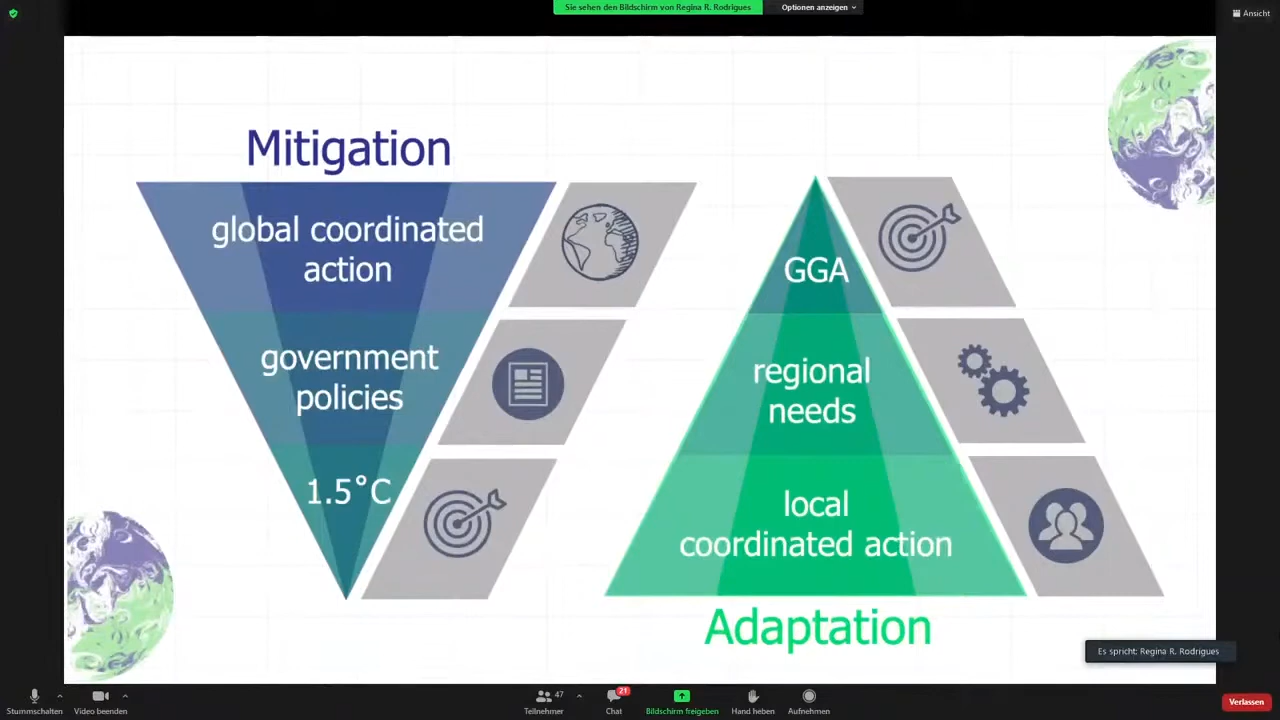 Sie sehen den Bildschirm von Regina R. Rodrigues
Optionen anzeigen
Ansicht
Mitigation
global coordinated
action
government
policies
1.5°C
GGA
regional
needs
local
coordinated action
Adaptation
Es spricht: Regina R. Rodrigues
Stummschalten
Video beenden
47
Teilnehmer
21
Chat
Bildschirm freigeben
Hand heben
Aufnehmen
Verlassen